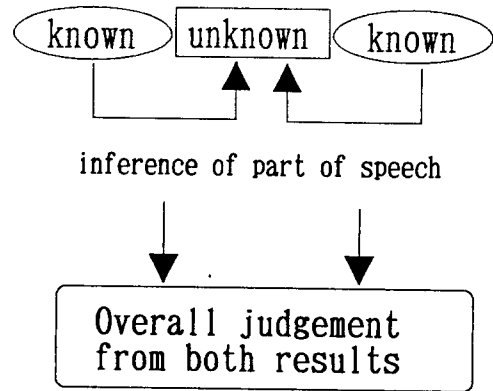 known unknown known
inference of part of speech
Overall judgement
from both results